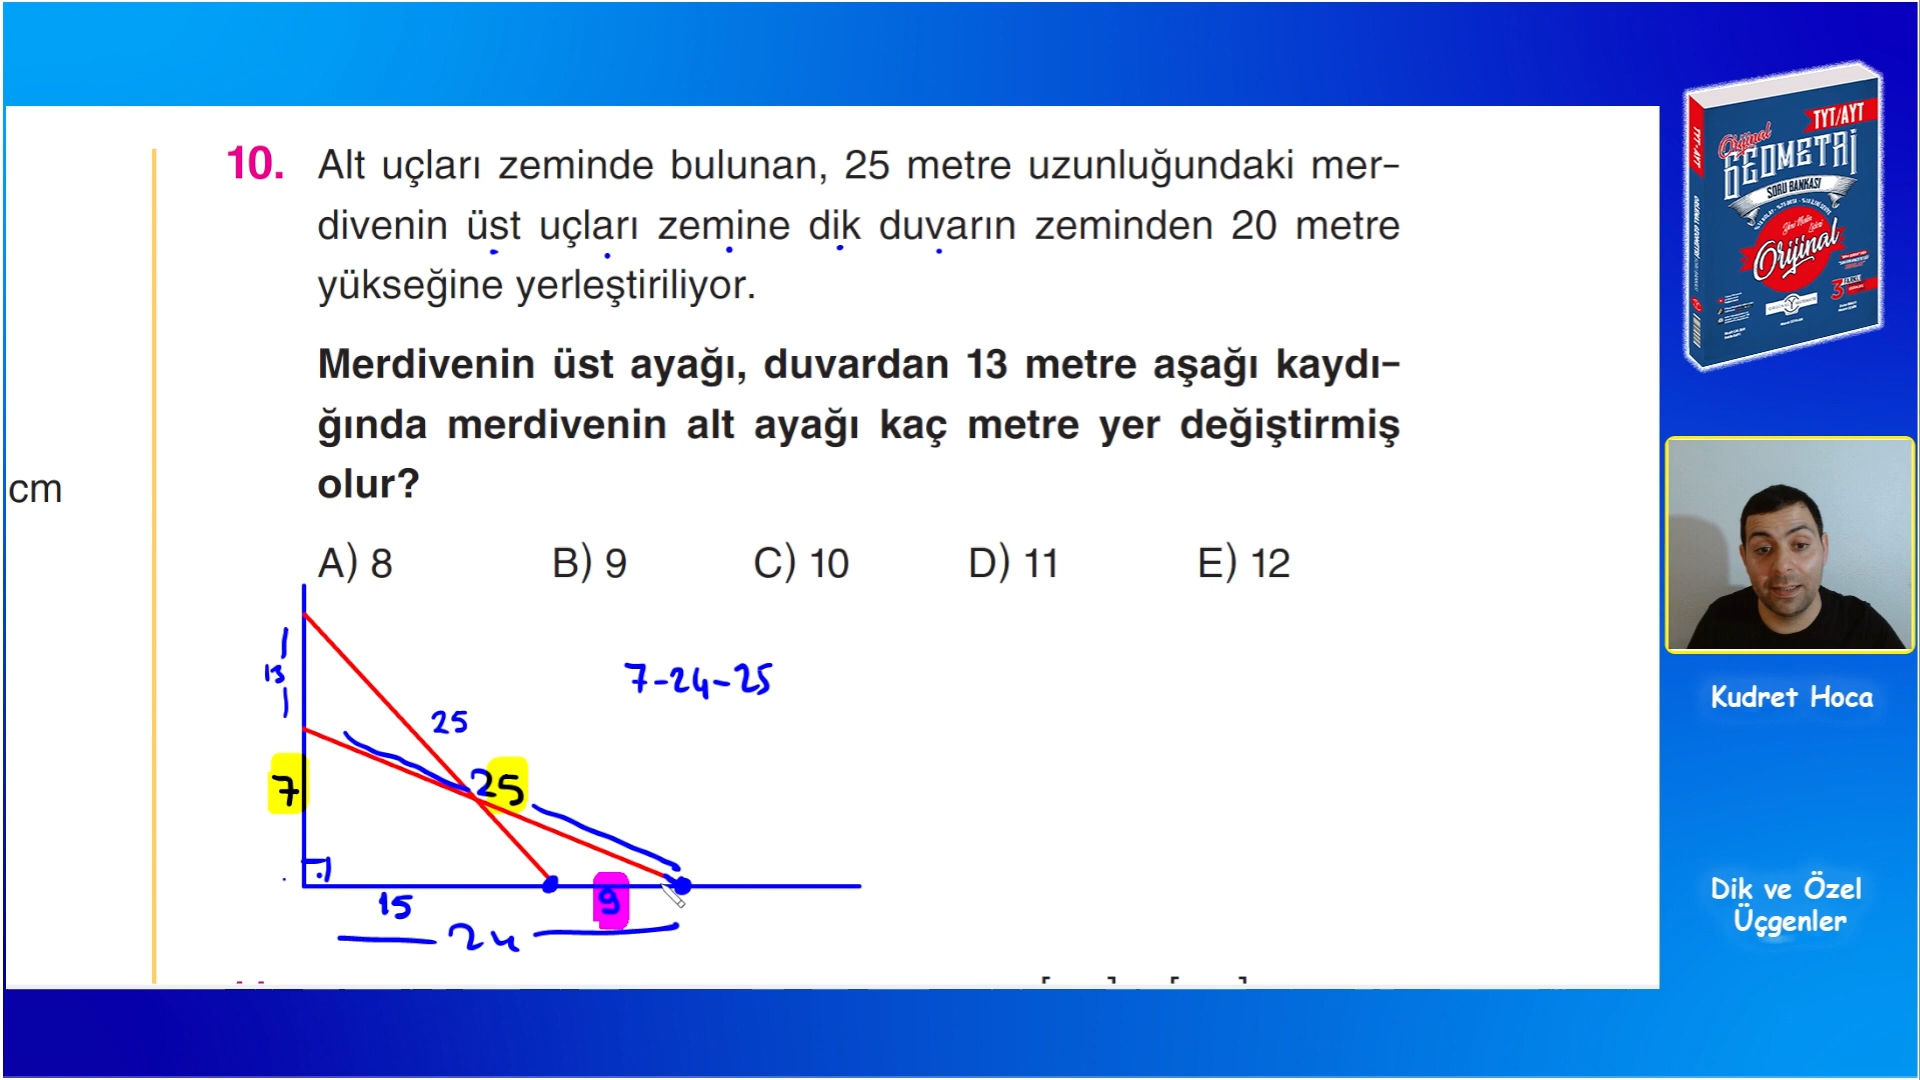 10. Alt uçları zeminde bulunan, 25 metre uzunluğundaki mer-
divenin üst uçları zemine dik duvarın zeminden 20 metre
yükseğine yerleştiriliyor.
Merdivenin üst ayağı, duvardan 13 metre aşağı kaydı-
ğında merdivenin alt ayağı kaç metre yer değiştirmiş
olur?
cm
A) 8 B) 9 C) 10 D) 11 E) 12
13
7-24-25
25
7
25
15
9
24
TYT/AYT
Orijinal
GEOMETRİ
SORU BANKASI
Orijinal
Kudret Hoca
Dik ve Özel
Üçgenler